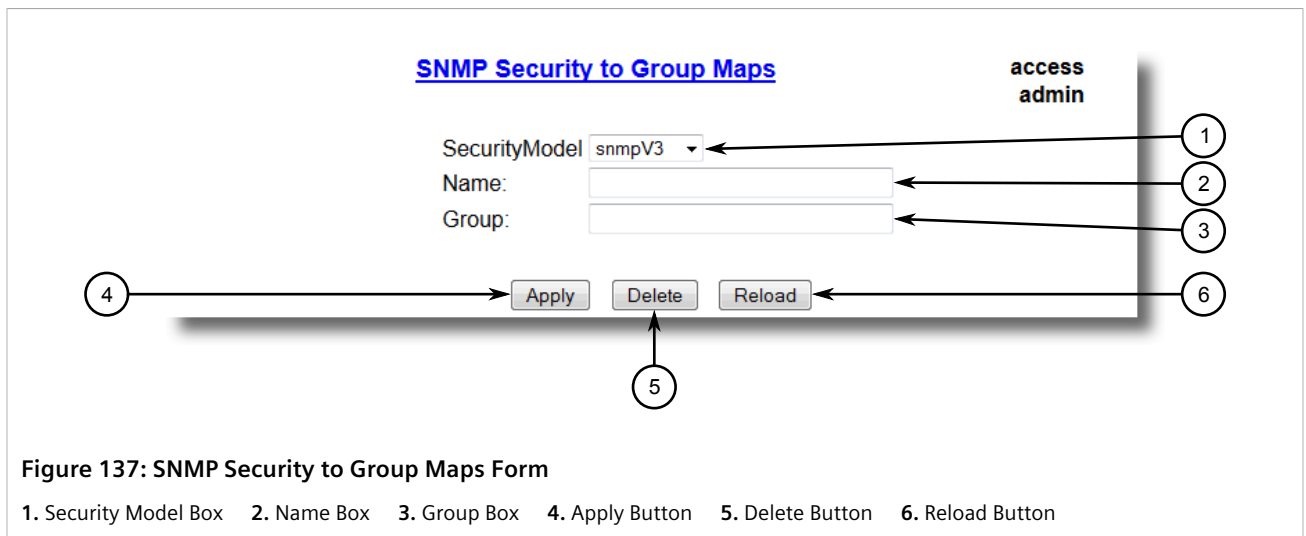 SNMP Security to Group Maps
access
admin
SecurityModel snmpV3
1
Name:
2
Group:
3
4
Apply Delete Reload
6
5
Figure 137: SNMP Security to Group Maps Form
1. Security Model Box 2. Name Box 3. Group Box 4. Apply Button 5. Delete Button 6. Reload Button